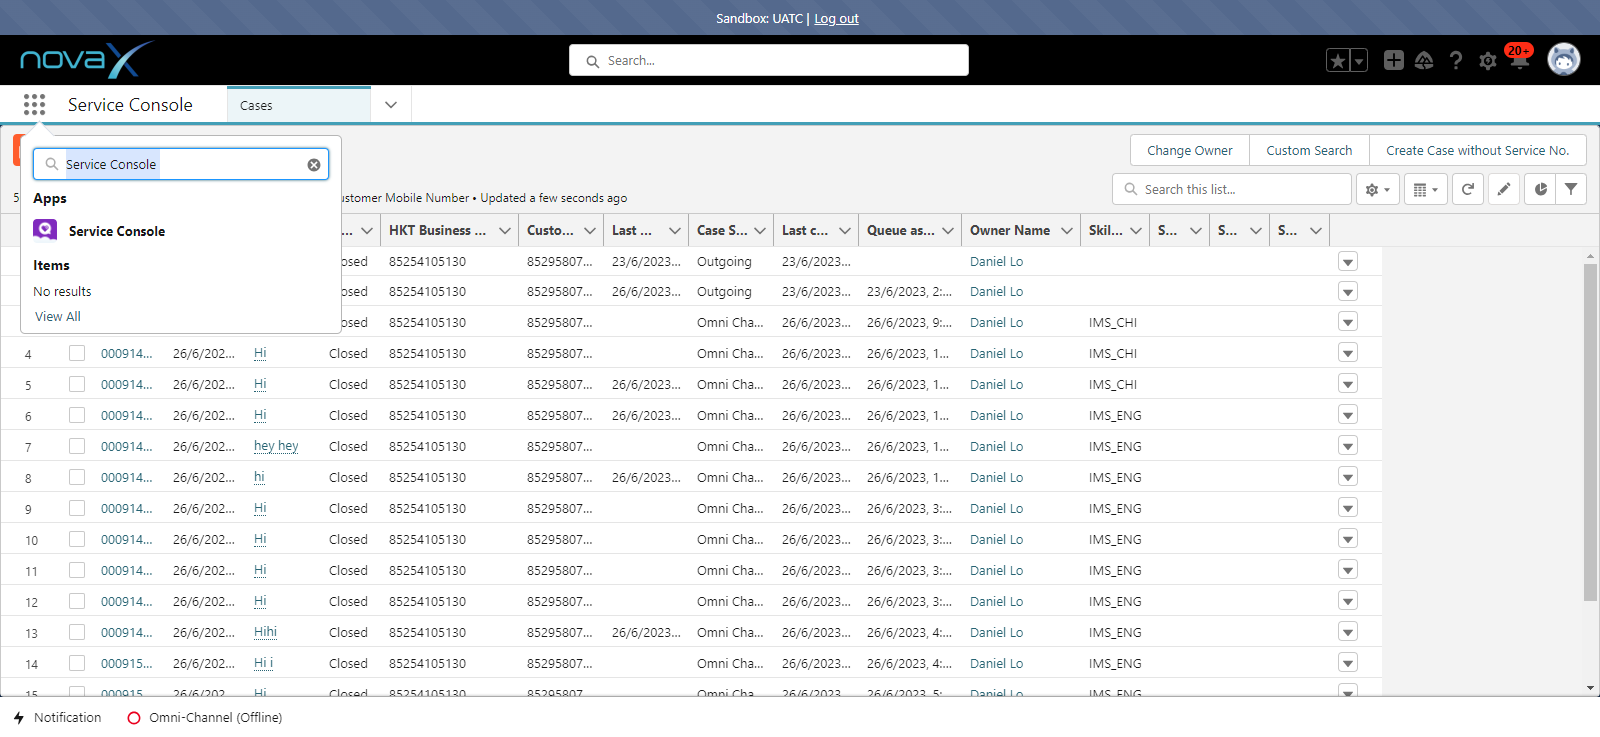 Sandbox: UATC | Log out
novaX
Search...
20+
Service Console
Cases
Service Console
Apps
Service Console
Items
No results
View All
Change Owner
Custom Search
Create Case without Service No.
ustomer Mobile Number • Updated a few seconds ago
Search this list...
... HKT Business ... Custo... Last ... Case S... Last c... Queue as... Owner Name Skil... S... S... S...
osed 85254105130 85295807... 23/6/2023... Outgoing 23/6/2023... Daniel Lo
osed 85254105130 85295807... 26/6/2023... Outgoing 23/6/2023... 23/6/2023, 2:... Daniel Lo
osed 85254105130 85295807... Omni Cha... 26/6/2023... 26/6/2023, 9:... Daniel Lo IMS_CHI
4 000914... 26/6/202... Hi Closed 85254105130 85295807... Omni Cha... 26/6/2023... 26/6/2023, 1... Daniel Lo IMS_CHI
5 000914... 26/6/202... Hi Closed 85254105130 85295807... 26/6/2023... Omni Cha... 26/6/2023... 26/6/2023, 1... Daniel Lo IMS_CHI
6 000914... 26/6/202... Hi Closed 85254105130 85295807... 26/6/2023... Omni Cha... 26/6/2023... 26/6/2023, 1... Daniel Lo IMS_ENG
7 000914... 26/6/202... hey hey Closed 85254105130 85295807... Omni Cha... 26/6/2023... 26/6/2023, 1... Daniel Lo IMS_ENG
8 000914... 26/6/202... hi Closed 85254105130 85295807... 26/6/2023... Omni Cha... 26/6/2023... 26/6/2023, 1... Daniel Lo IMS_ENG
9 000914... 26/6/202... Hi Closed 85254105130 85295807... Omni Cha... 26/6/2023... 26/6/2023, 3:... Daniel Lo IMS_ENG
10 000914... 26/6/202... Hi Closed 85254105130 85295807... Omni Cha... 26/6/2023... 26/6/2023, 3:... Daniel Lo IMS_ENG
11 000914... 26/6/202... Hi Closed 85254105130 85295807... Omni Cha... 26/6/2023... 26/6/2023, 3:... Daniel Lo IMS_ENG
12 000914... 26/6/202... Hi Closed 85254105130 85295807... Omni Cha... 26/6/2023... 26/6/2023, 3:... Daniel Lo IMS_ENG
13 000914... 26/6/202... Hihi Closed 85254105130 85295807... 26/6/2023... Omni Cha... 26/6/2023... 26/6/2023, 4:... Daniel Lo IMS_ENG
14 000915... 26/6/202... Hi i Closed 85254105130 85295807... Omni Cha... 26/6/2023... 26/6/2023, 4:... Daniel Lo IMS_ENG
15 000915... 26/6/202... Hi Closed 85254105130 85295807... Omni Cha... 26/6/2023... 26/6/2023, 5:... Daniel Lo IMS_ENG
Notification
Omni-Channel (Offline)